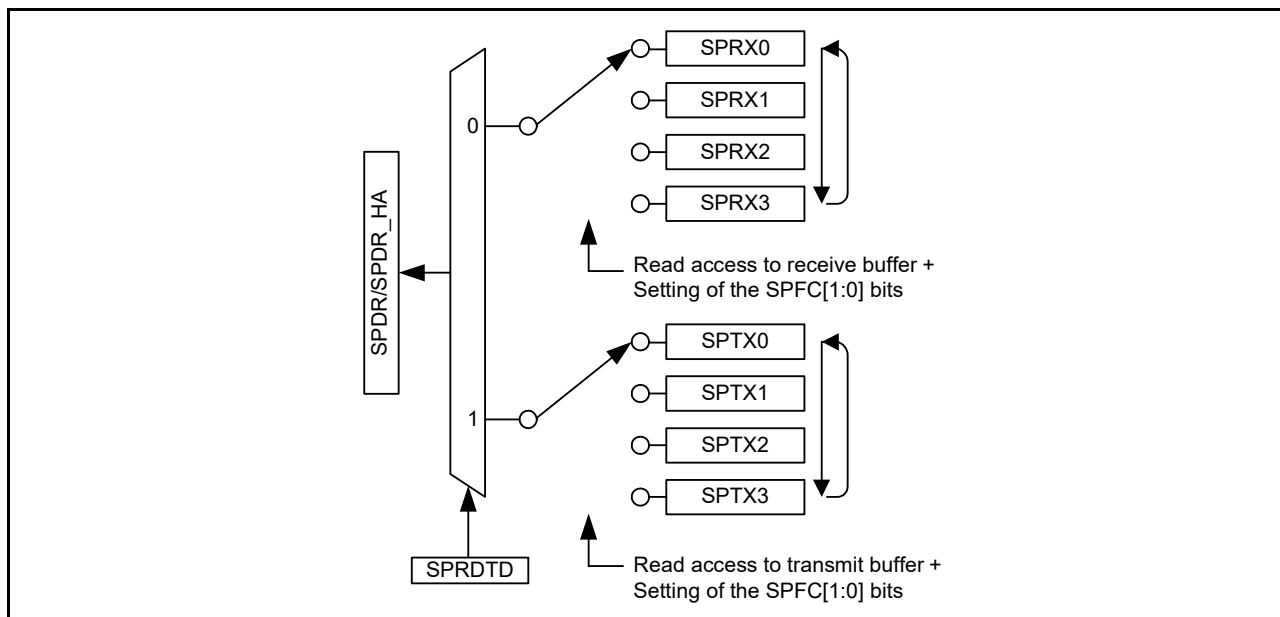 SPRX0
SPRX1
0
SPRX2
SPRX3
SPDR/SPDR_HA
Read access to receive buffer +
Setting of the SPFC[1:0] bits
SPTX0
SPTX1
1
SPTX2
SPTX3
SPRDTD
Read access to transmit buffer +
Setting of the SPFC[1:0] bits